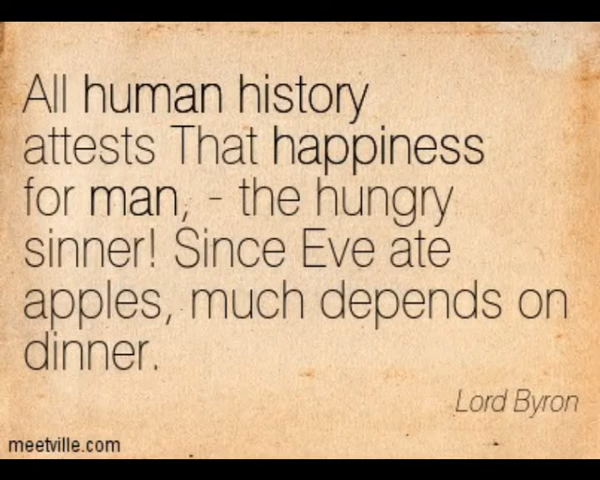 All human history
attests That happiness
for man, - the hungry
sinner! Since Eve ate
apples, much depends on
dinner.
Lord Byron
meetville.com